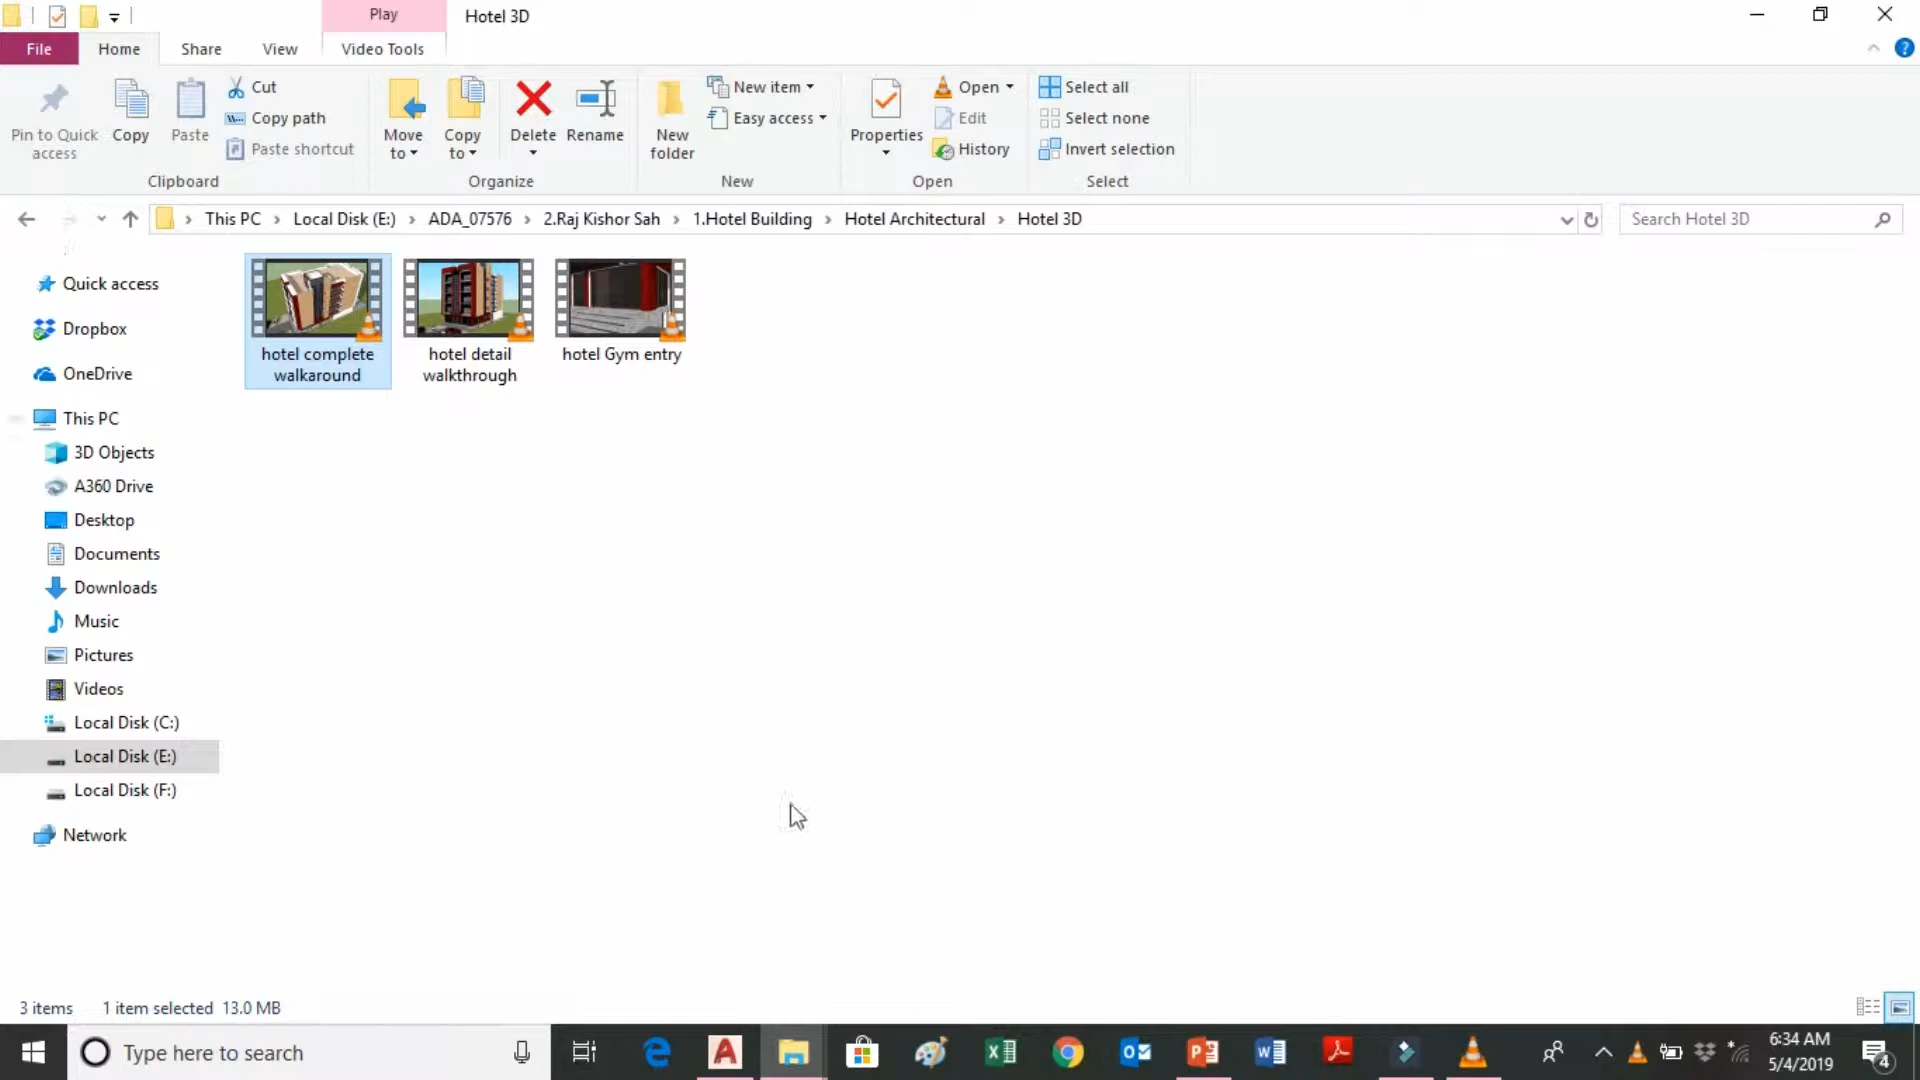 Play
Hotel 3D
File
Home
Share
View
Video Tools
Pin to Quick
access
Copy
Paste
Cut
Copy path
Paste shortcut
Clipboard
Move
to
Copy
to
Delete
Rename
Organize
New
folder
New item
Easy access
New
Properties
Open
Edit
History
Open
Select all
Select none
Invert selection
Select
This PC
Local Disk (E:)
ADA_07576
2.Raj Kishor Sah
1.Hotel Building
Hotel Architectural
Hotel 3D
Search Hotel 3D
Quick access
Dropbox
OneDrive
This PC
3D Objects
A360 Drive
Desktop
Documents
Downloads
Music
Pictures
Videos
Local Disk (C:)
Local Disk (E:)
Local Disk (F:)
Network
hotel complete
walkaround
hotel detail
walkthrough
hotel Gym entry
3 items
1 item selected 13.0 MB
Type here to search
6:34 AM
5/4/2019
4